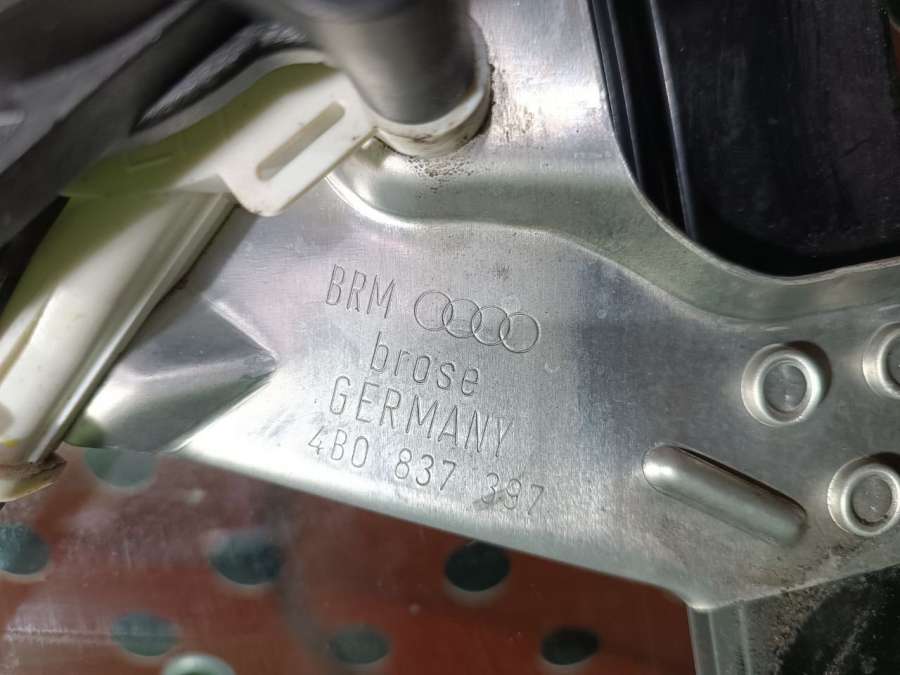 BRM
brose
GERMANY
4B0 837 397